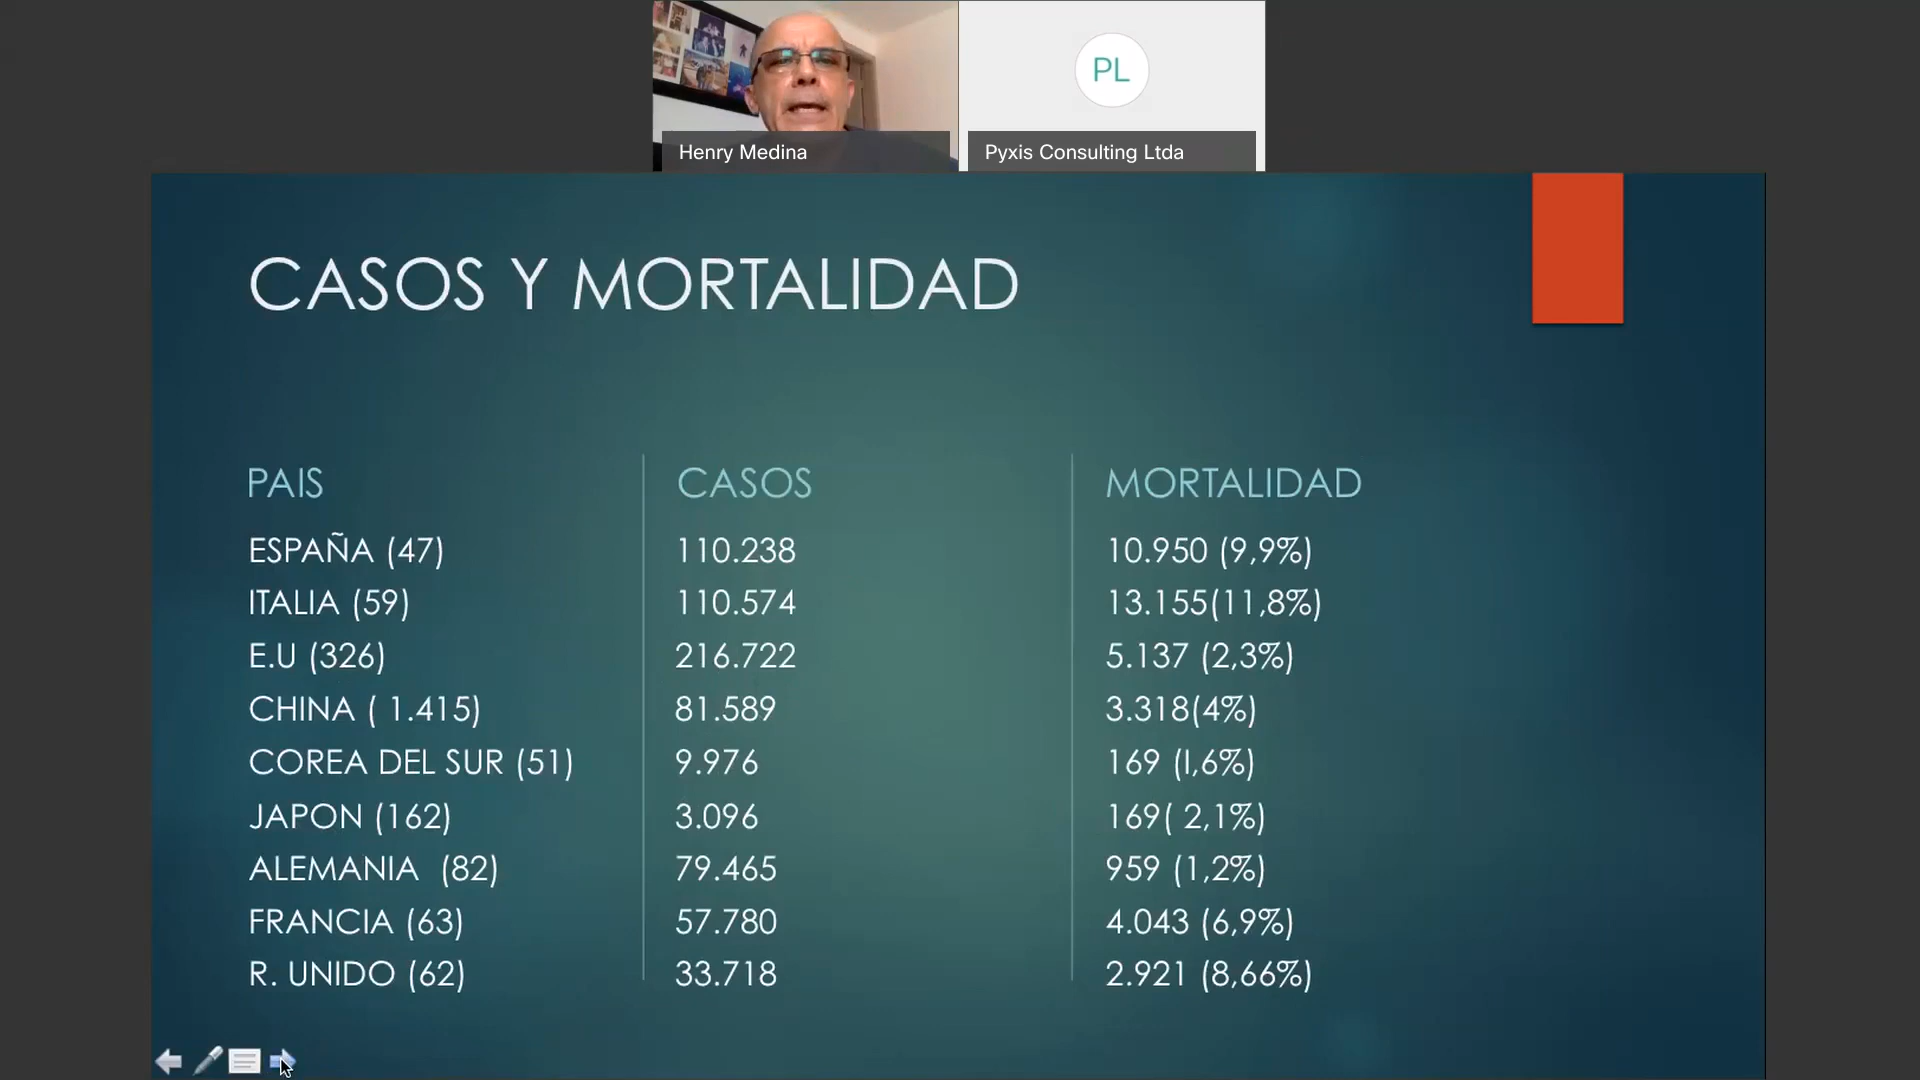 PL
Henry Medina
Pyxis Consulting Ltda
CASOS Y MORTALIDAD
PAIS CASOS MORTALIDAD
ESPAÑA (47) 110.238 10.950 (9,9%)
ITALIA (59) 110.574 13.155(11,8%)
E.U (326) 216.722 5.137 (2,3%)
CHINA ( 1.415) 81.589 3.318(4%)
COREA DEL SUR (51) 9.976 169 (I,6%)
JAPON (162) 3.096 169( 2,1%)
ALEMANIA (82) 79.465 959 (1,2%)
FRANCIA (63) 57.780 4.043 (6,9%)
R. UNIDO (62) 33.718 2.921 (8,66%)